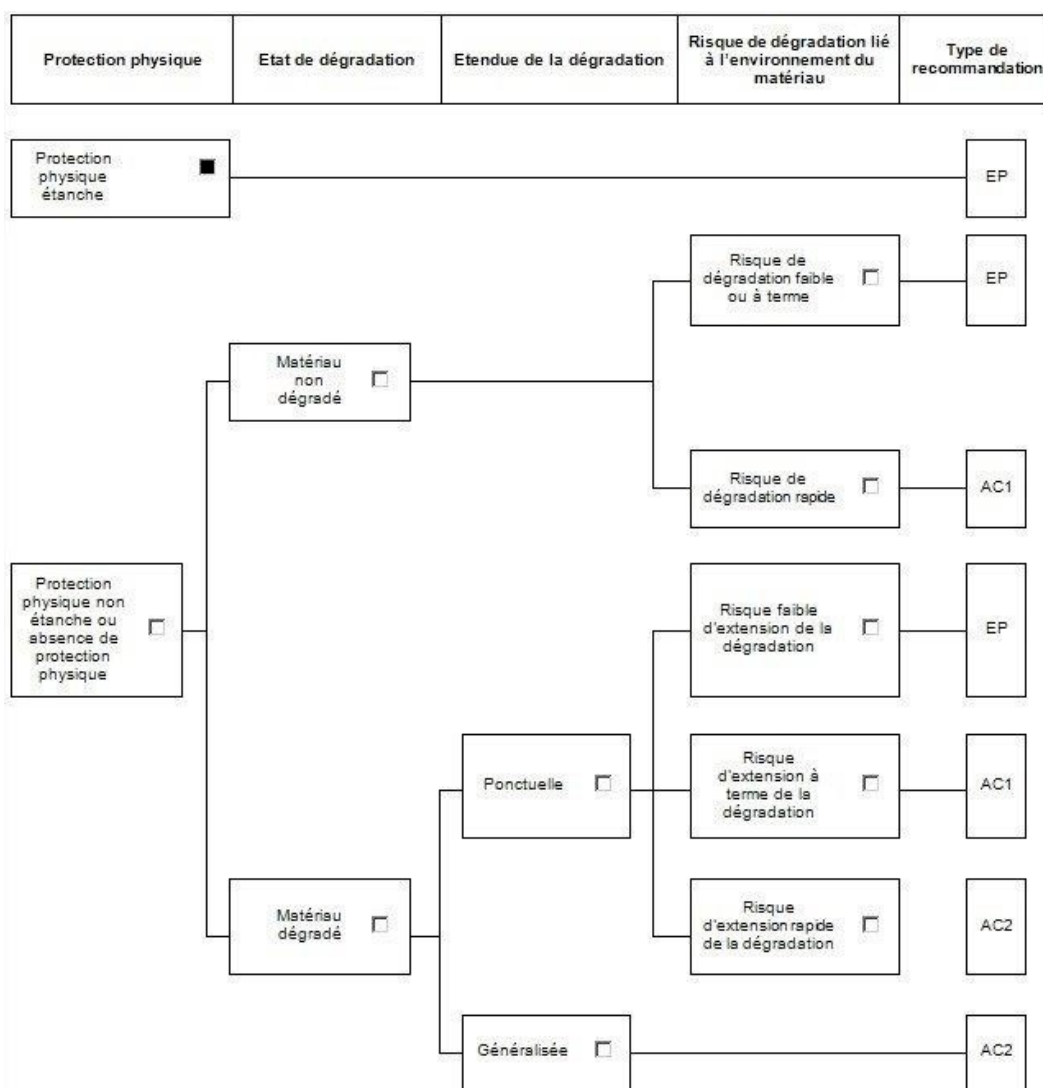 Protection physique
Etat de dégradation
Etendue de la dégradation
Risque de dégradation lié
à l'environnement du
matériau
Type de
recommandation
Protection
physique
étanche
EP
Risque de
dégradation faible
ou à terme
EP
Matériau
non
dégradé
Risque de
dégradation rapide
AC1
Protection
physique non
étanche ou
absence de
protection
physique
Risque faible
d'extension de la
dégradation
EP
Ponctuelle
Risque
d'extension à
terme de la
dégradation
AC1
Matériau
dégradé
Risque
d'extension rapide
de la dégradation
AC2
Généralisée
AC2